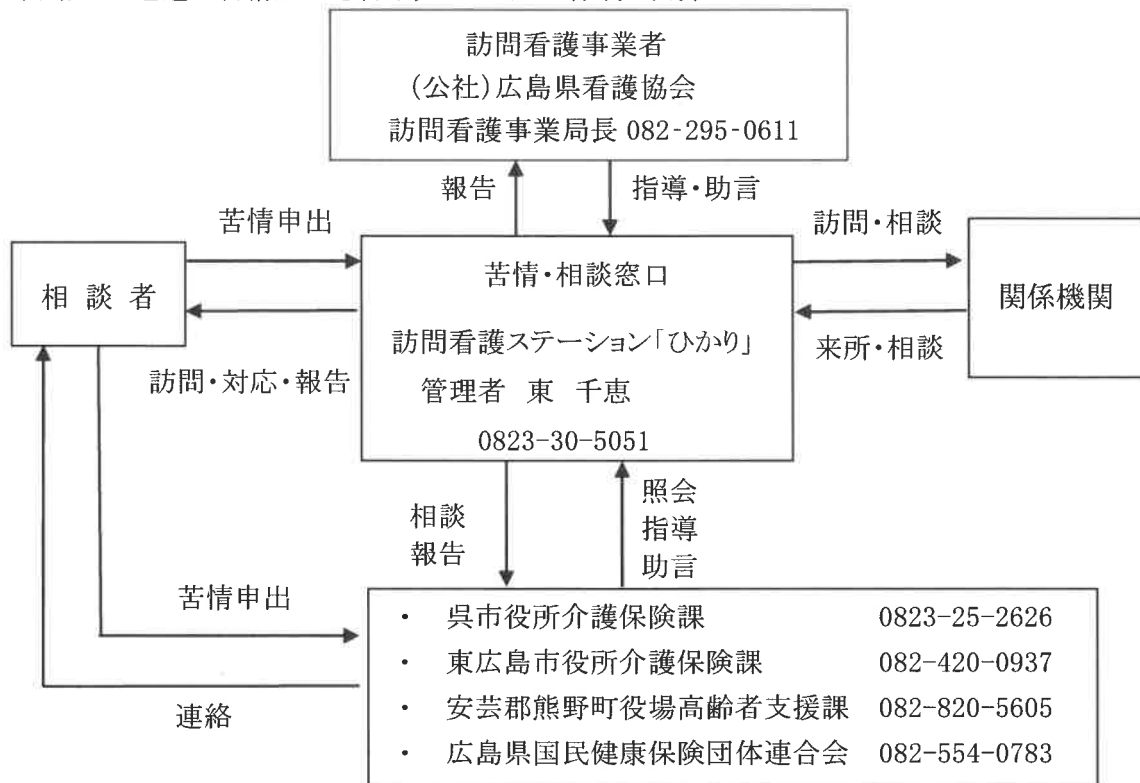 訪問看護事業者
(公社)広島県看護協会
訪問看護事業局長 082-295-0611
報告
指導・助言
苦情申出
訪問・相談
相談者
苦情・相談窓口
訪問看護ステーション「ひかり」
管理者 東 千恵
0823-30-5051
関係機関
訪問・対応・報告
来所・相談
相談
報告
照会
指導
助言
苦情申出
連絡
・ 呉市役所介護保険課 0823-25-2626
・ 東広島市役所介護保険課 082-420-0937
・ 安芸郡熊野町役場高齢者支援課 082-820-5605
・ 広島県国民健康保険団体連合会 082-554-0783